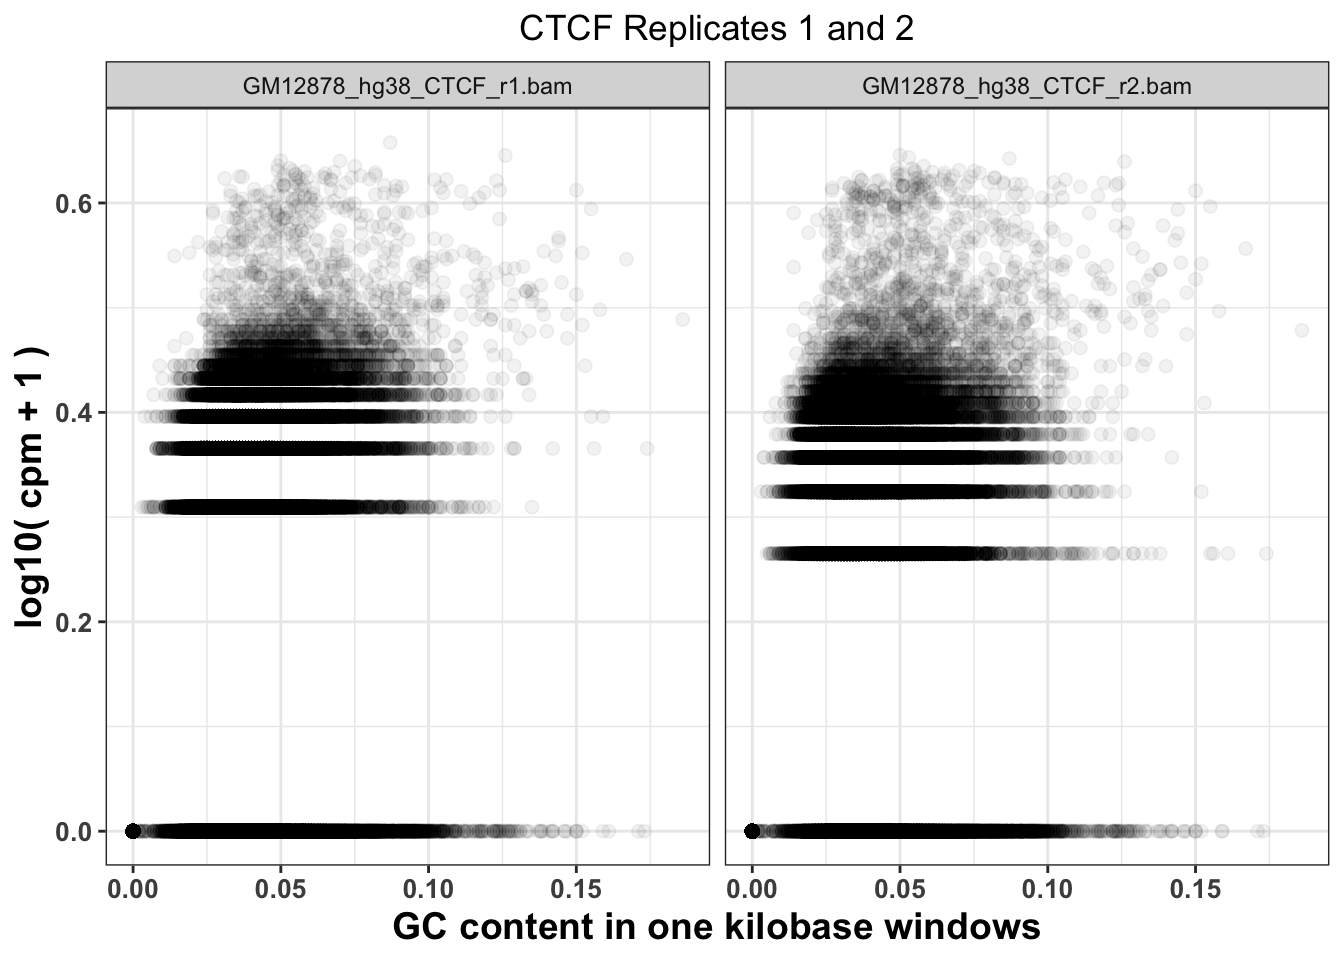 CTCF Replicates 1 and 2
GM12878_hg38_CTCF_r1.bam
GM12878_hg38_CTCF_r2.bam
log10( cpm + 1 )
0.6
0.4
0.2
0.0
0.00 0.05 0.10 0.15
0.00 0.05 0.10 0.15
GC content in one kilobase windows